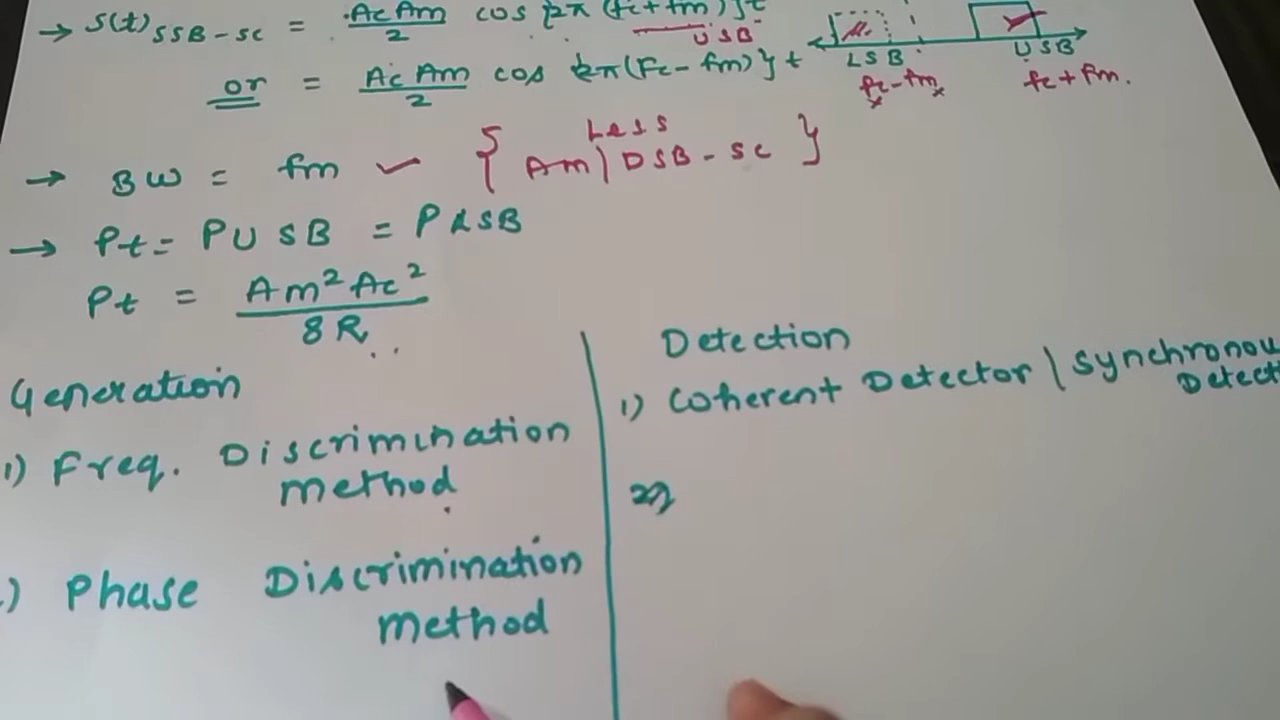 → S(t) SSB-SC = AcAm/2 cos {2π (fc + fm)} t
USB
or = AcAm/2 cos {2π(Fc - fm)} t
LSB USB
fc - fm fc + fm.
→ BW = fm ✓ { Less
Am | DSB-SC }
→ Pt = PUSB = PLSB
Pt = Am² Ac² / 8R
Generation
1) Freq. Discrimination
method
2) Phase Discrimination
method
Detection
1) Coherent Detector | Synchronou
Detect